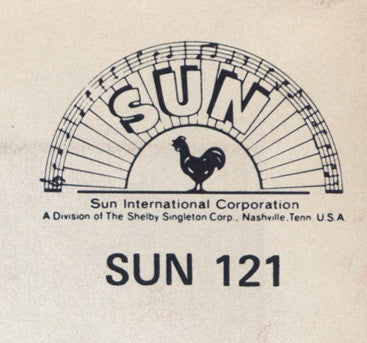 SUN
Sun International Corporation
A Division of The Shelby Singleton Corp., Nashville, Tenn. U.S.A.
SUN 121